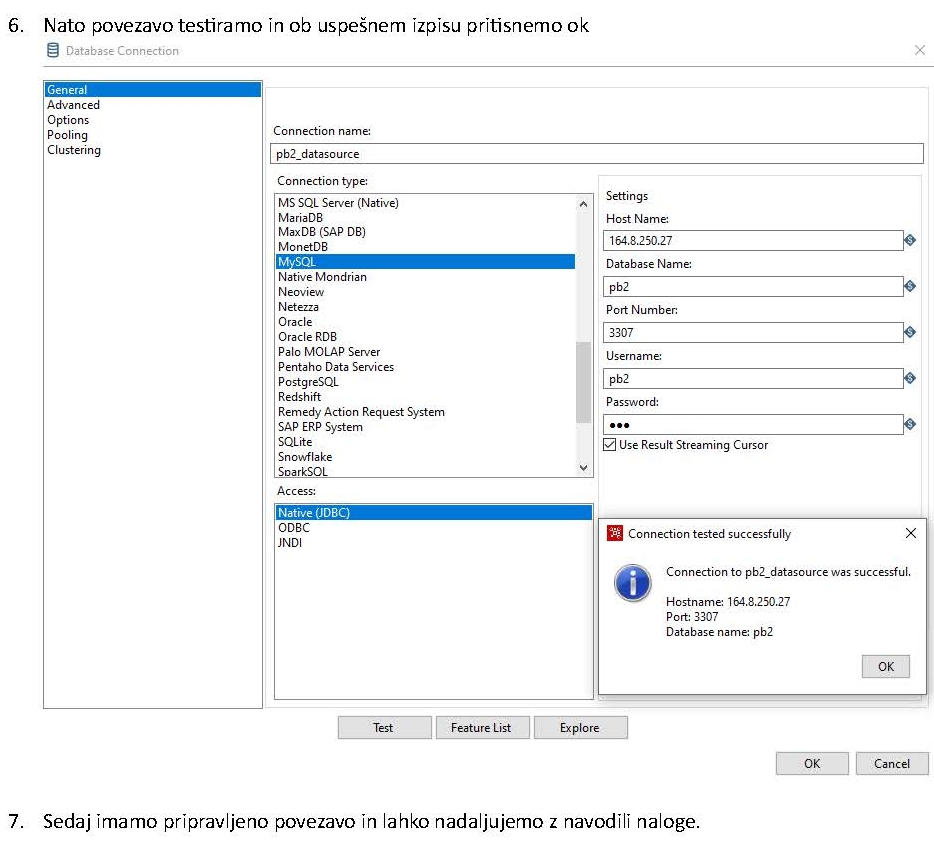 6. Nato povezavo testiramo in ob uspešnem izpisu pritisnemo ok
Database Connection
General
Advanced
Options
Pooling
Clustering
Connection name:
pb2_datasource
Connection type:
MS SQL Server (Native)
MariaDB
MaxDB (SAP DB)
MonetDB
MySQL
Native Mondrian
Neoview
Netezza
Oracle
Oracle RDB
Palo MOLAP Server
Pentaho Data Services
PostgreSQL
Redshift
Remedy Action Request System
SAP ERP System
SQLite
Snowflake
SparkSQL
Access:
Native (JDBC)
ODBC
JNDI
Settings
Host Name:
164.8.250.27
Database Name:
pb2
Port Number:
3307
Username:
pb2
Password:
●●●
Use Result Streaming Cursor
Connection tested successfully
Connection to pb2_datasource was successful.
Hostname: 164.8.250.27
Port: 3307
Database name: pb2
OK
Test
Feature List
Explore
OK
Cancel
7. Sedaj imamo pripravljeno povezavo in lahko nadaljujemo z navodili naloge.